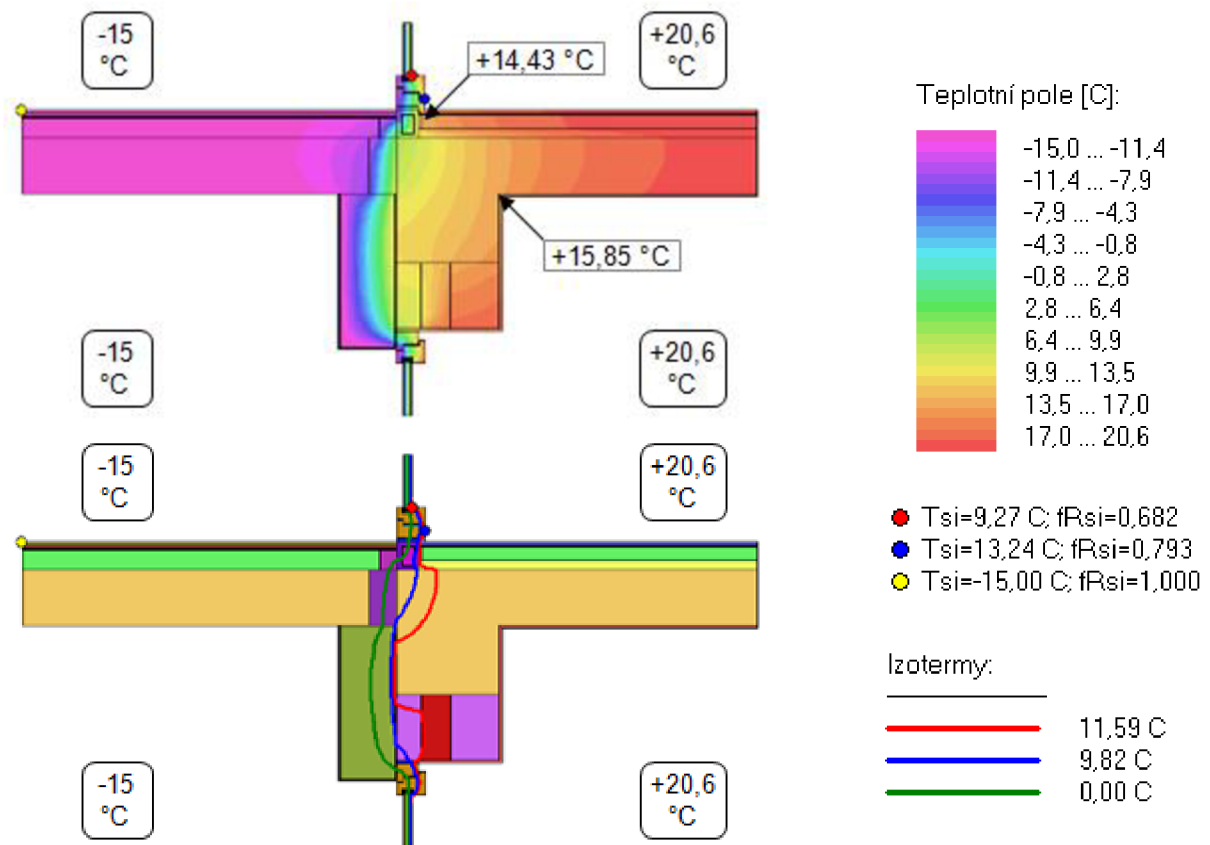 -15
°C
+14,43 °C
+20,6
°C
+15,85 °C
-15
°C
+20,6
°C
-15
°C
+20,6
°C
-15
°C
+20,6
°C
Teplotní pole [C]:
-15,0 ... -11,4
-11,4 ... -7,9
-7,9 ... -4,3
-4,3 ... -0,8
-0,8 ... 2,8
2,8 ... 6,4
6,4 ... 9,9
9,9 ... 13,5
13,5 ... 17,0
17,0 ... 20,6
Tsi=9,27 C; fRsi=0,682
Tsi=13,24 C; fRsi=0,793
Tsi=-15,00 C; fRsi=1,000
Izotermy:
11,59 C
9,82 C
0,00 C